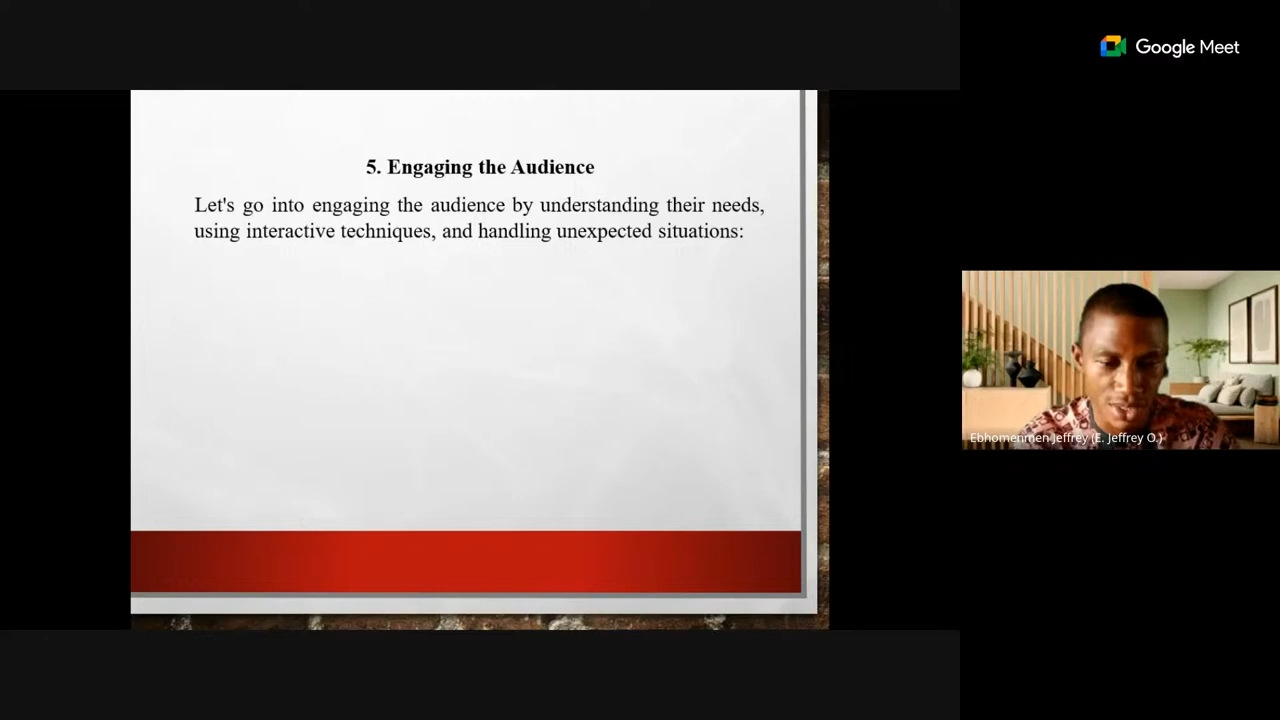 Google Meet
5. Engaging the Audience
Let's go into engaging the audience by understanding their needs,
using interactive techniques, and handling unexpected situations:
Ebhomenmen Jeffrey (E. Jeffrey O.)